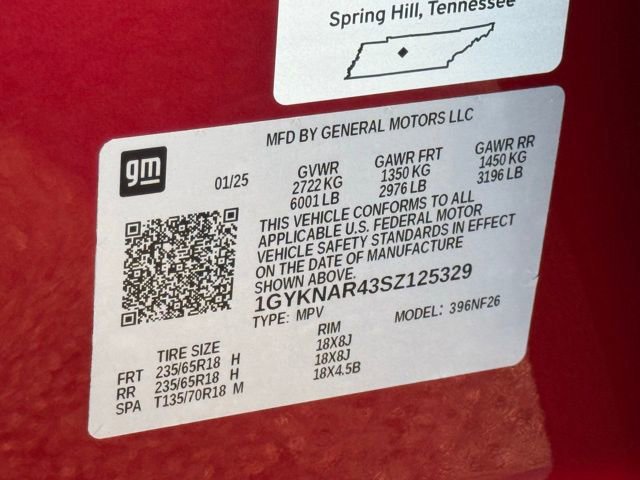 Spring Hill, Tennessee
MFD BY GENERAL MOTORS LLC
gm
01/25
GVWR
2722 KG
6001 LB
GAWR FRT
1350 KG
2976 LB
GAWR RR
1450 KG
3196 LB
THIS VEHICLE CONFORMS TO ALL
APPLICABLE U.S. FEDERAL MOTOR
VEHICLE SAFETY STANDARDS IN EFFECT
ON THE DATE OF MANUFACTURE
SHOWN ABOVE.
1GYKNAR43SZ125329
TYPE: MPV MODEL: 396NF26
TIRE SIZE RIM
FRT 235/65R18 H 18X8J
RR 235/65R18 H 18X8J
SPA T135/70R18 M 18X4.5B